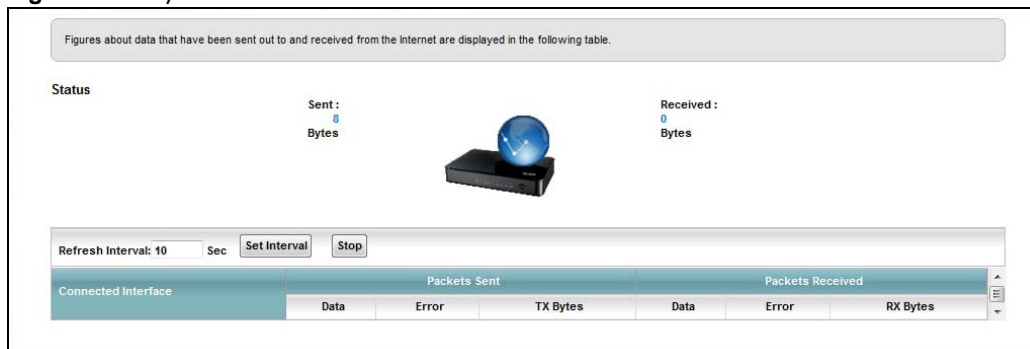 Figures about data that have been sent out to and received from the Internet are displayed in the following table.
Status
Sent :
8
Bytes
Received :
0
Bytes
Refresh Interval: 10 Sec Set Interval Stop
Connected Interface Packets Sent Packets Received
Data Error TX Bytes Data Error RX Bytes